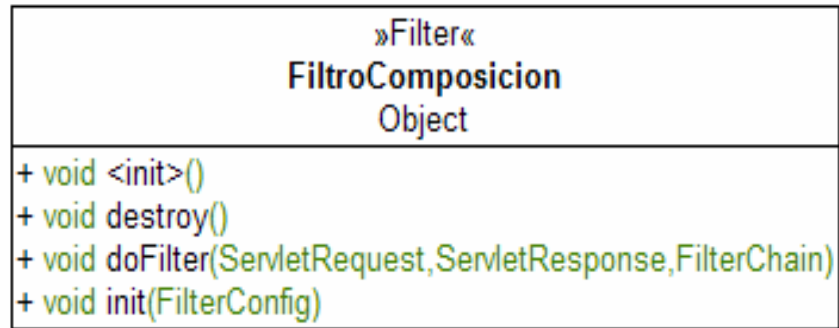 »Filter«
FiltroComposicion
Object
+ void <init>()
+ void destroy()
+ void doFilter(ServletRequest,ServletResponse,FilterChain)
+ void init(FilterConfig)